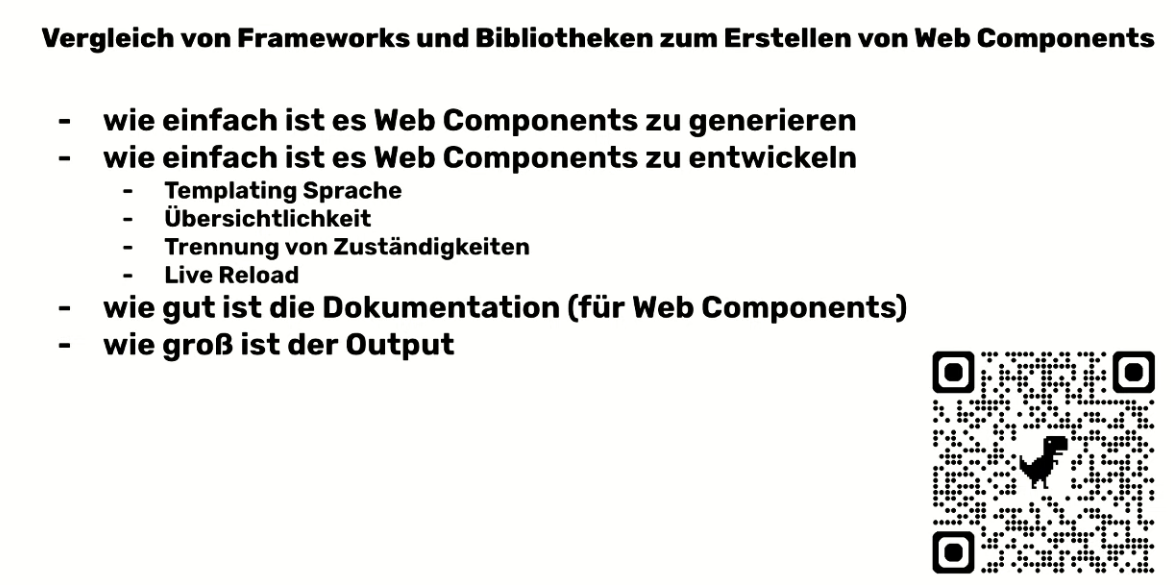 Vergleich von Frameworks und Bibliotheken zum Erstellen von Web Components
- wie einfach ist es Web Components zu generieren
- wie einfach ist es Web Components zu entwickeln
- Templating Sprache
- Übersichtlichkeit
- Trennung von Zuständigkeiten
- Live Reload
- wie gut ist die Dokumentation (für Web Components)
- wie groß ist der Output